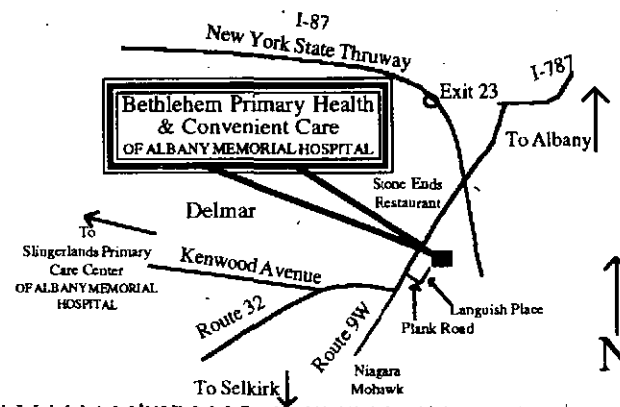 I-87
New York State Thruway
I-787
Exit 23
Bethlehem Primary Health
& Convenient Care
OF ALBANY MEMORIAL HOSPITAL
To Albany
Stone Ends
Restaurant
Delmar
To
Slingerlands Primary
Care Center
OF ALBANY MEMORIAL
HOSPITAL
Kenwood Avenue
Route 32
Route 9W
Languish Place
Plank Road
Niagara
Mohawk
To Selkirk
N